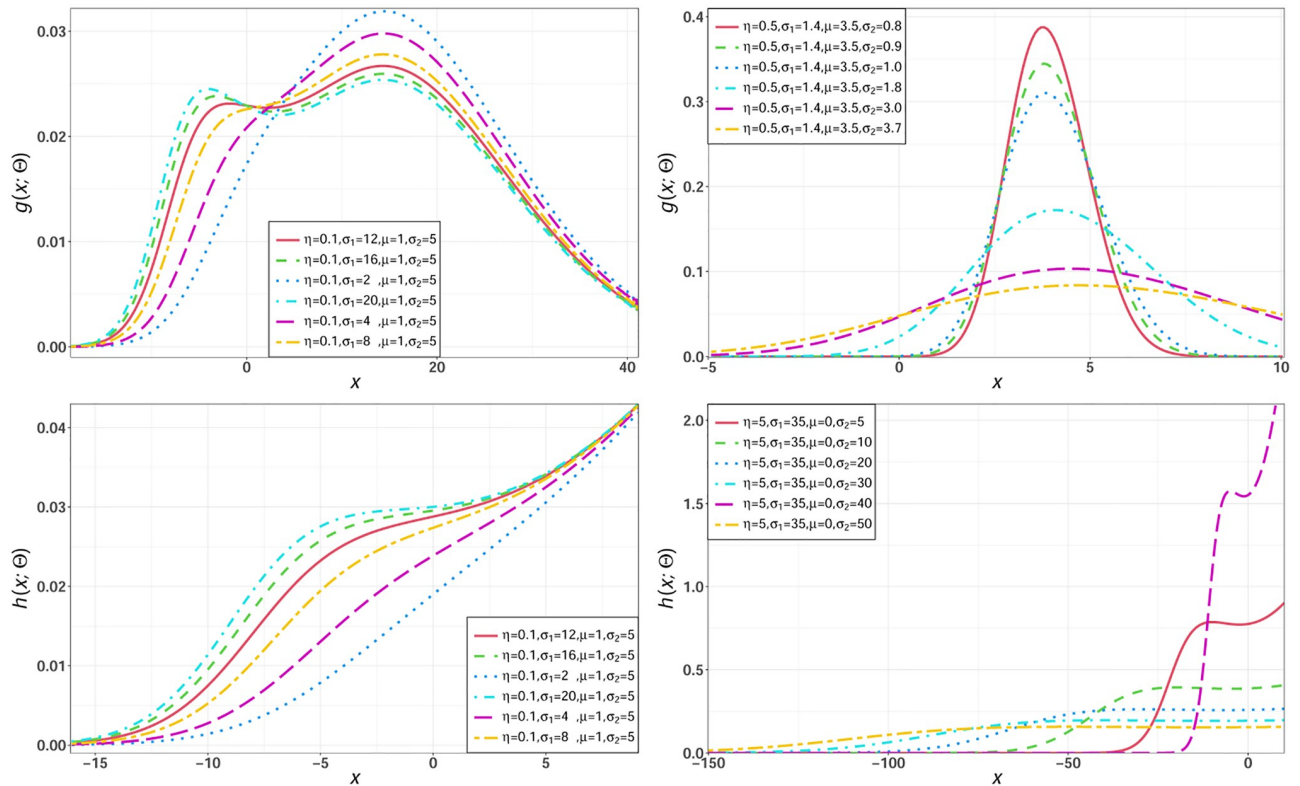 g(x; Θ)
0.03
0.02
0.01
0.00
η=0.1,σ₁=12,μ=1,σ₂=5
η=0.1,σ₁=16,μ=1,σ₂=5
η=0.1,σ₁=2 ,μ=1,σ₂=5
η=0.1,σ₁=20,μ=1,σ₂=5
η=0.1,σ₁=4 ,μ=1,σ₂=5
η=0.1,σ₁=8 ,μ=1,σ₂=5
0 20 40
x
g(x; Θ)
0.4
0.3
0.2
0.1
0.0
η=0.5,σ₁=1.4,μ=3.5,σ₂=0.8
η=0.5,σ₁=1.4,μ=3.5,σ₂=0.9
η=0.5,σ₁=1.4,μ=3.5,σ₂=1.0
η=0.5,σ₁=1.4,μ=3.5,σ₂=1.8
η=0.5,σ₁=1.4,μ=3.5,σ₂=3.0
η=0.5,σ₁=1.4,μ=3.5,σ₂=3.7
−5 0 5 10
x
h(x; Θ)
0.04
0.03
0.02
0.01
0.00
η=0.1,σ₁=12,μ=1,σ₂=5
η=0.1,σ₁=16,μ=1,σ₂=5
η=0.1,σ₁=2 ,μ=1,σ₂=5
η=0.1,σ₁=20,μ=1,σ₂=5
η=0.1,σ₁=4 ,μ=1,σ₂=5
η=0.1,σ₁=8 ,μ=1,σ₂=5
−15 −10 −5 0 5
x
h(x; Θ)
2.0
1.5
1.0
0.5
0.0
η=5,σ₁=35,μ=0,σ₂=5
η=5,σ₁=35,μ=0,σ₂=10
η=5,σ₁=35,μ=0,σ₂=20
η=5,σ₁=35,μ=0,σ₂=30
η=5,σ₁=35,μ=0,σ₂=40
η=5,σ₁=35,μ=0,σ₂=50
−150 −100 −50 0
x